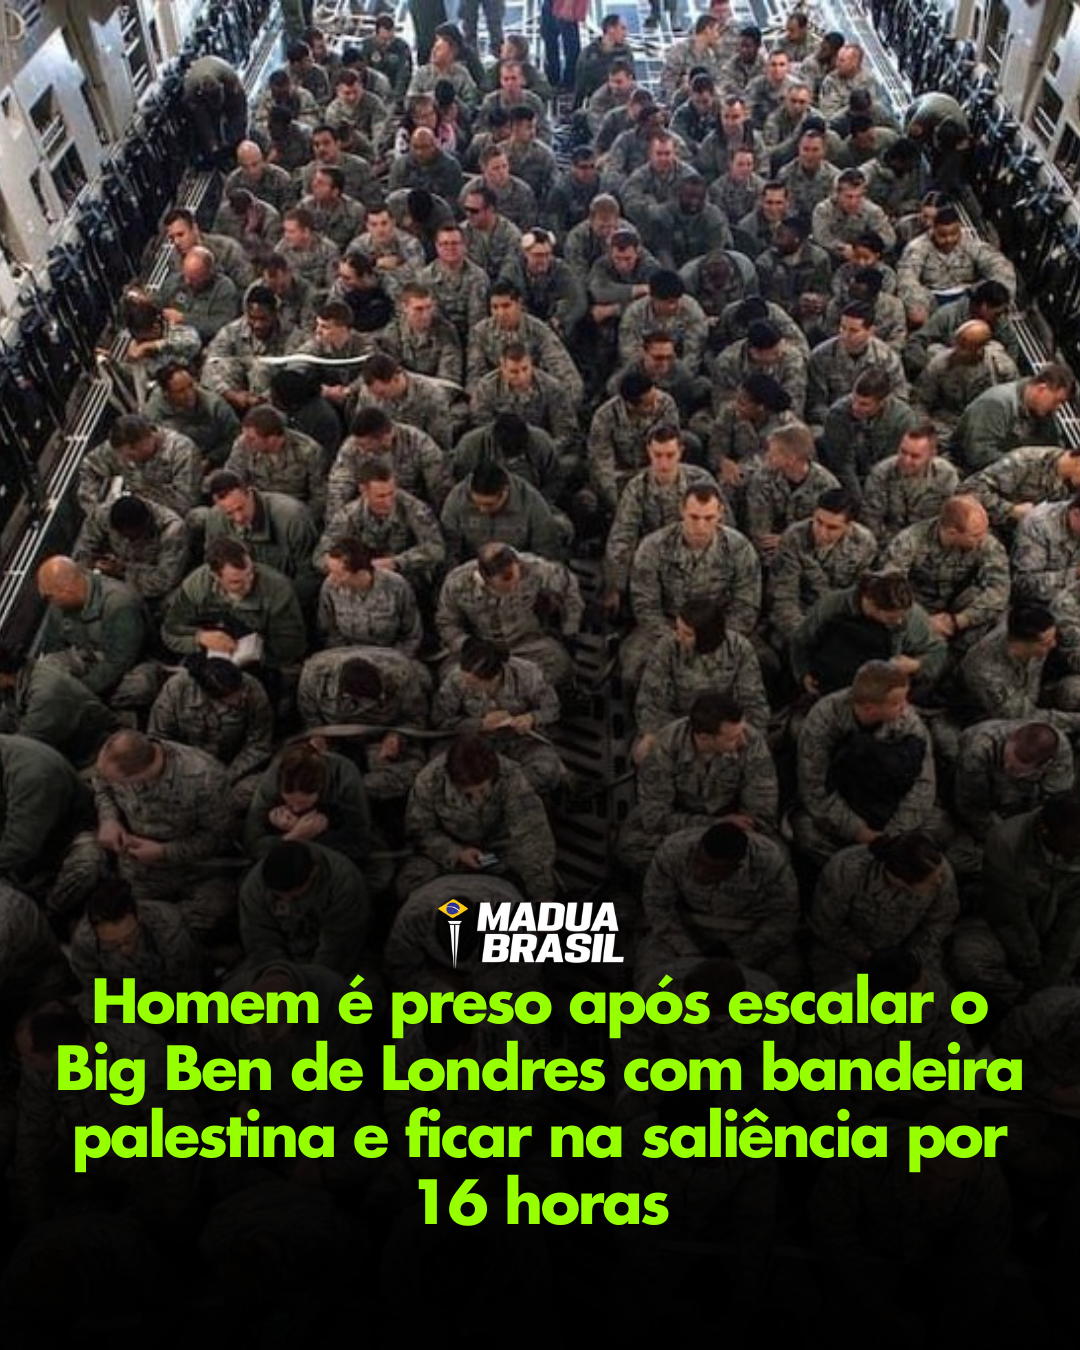 MADUA
BRASIL
Homem é preso após escalar o
Big Ben de Londres com bandeira
palestina e ficar na saliência por
16 horas